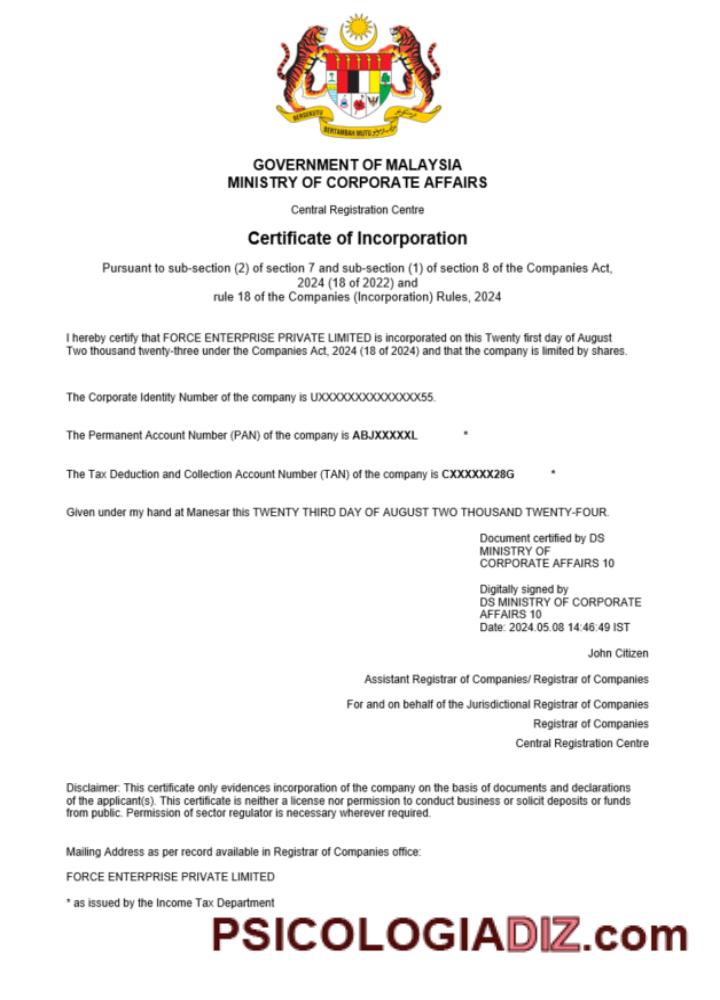 BERSEKUTU
BERTAMBAH MUTU
GOVERNMENT OF MALAYSIA
MINISTRY OF CORPORATE AFFAIRS
Central Registration Centre
Certificate of Incorporation
Pursuant to sub-section (2) of section 7 and sub-section (1) of section 8 of the Companies Act,
2024 (18 of 2022) and
rule 18 of the Companies (Incorporation) Rules, 2024
I hereby certify that FORCE ENTERPRISE PRIVATE LIMITED is incorporated on this Twenty first day of August
Two thousand twenty-three under the Companies Act, 2024 (18 of 2024) and that the company is limited by shares.
The Corporate Identity Number of the company is UXXXXXXXXXXXXXX55.
The Permanent Account Number (PAN) of the company is ABJXXXXXL *
The Tax Deduction and Collection Account Number (TAN) of the company is CXXXXXX28G *
Given under my hand at Manesar this TWENTY THIRD DAY OF AUGUST TWO THOUSAND TWENTY-FOUR.
Document certified by DS
MINISTRY OF
CORPORATE AFFAIRS 10
Digitally signed by
DS MINISTRY OF CORPORATE
AFFAIRS 10
Date: 2024.05.08 14:46:49 IST
John Citizen
Assistant Registrar of Companies/ Registrar of Companies
For and on behalf of the Jurisdictional Registrar of Companies
Registrar of Companies
Central Registration Centre
Disclaimer: This certificate only evidences incorporation of the company on the basis of documents and declarations
of the applicant(s). This certificate is neither a license nor permission to conduct business or solicit deposits or funds
from public. Permission of sector regulator is necessary wherever required.
Mailing Address as per record available in Registrar of Companies office:
FORCE ENTERPRISE PRIVATE LIMITED
* as issued by the Income Tax Department
PSICOLOGIADIZ.com